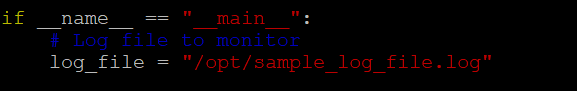 if __name__ == "__main__":
    # Log file to monitor
    log_file = "/opt/sample_log_file.log"